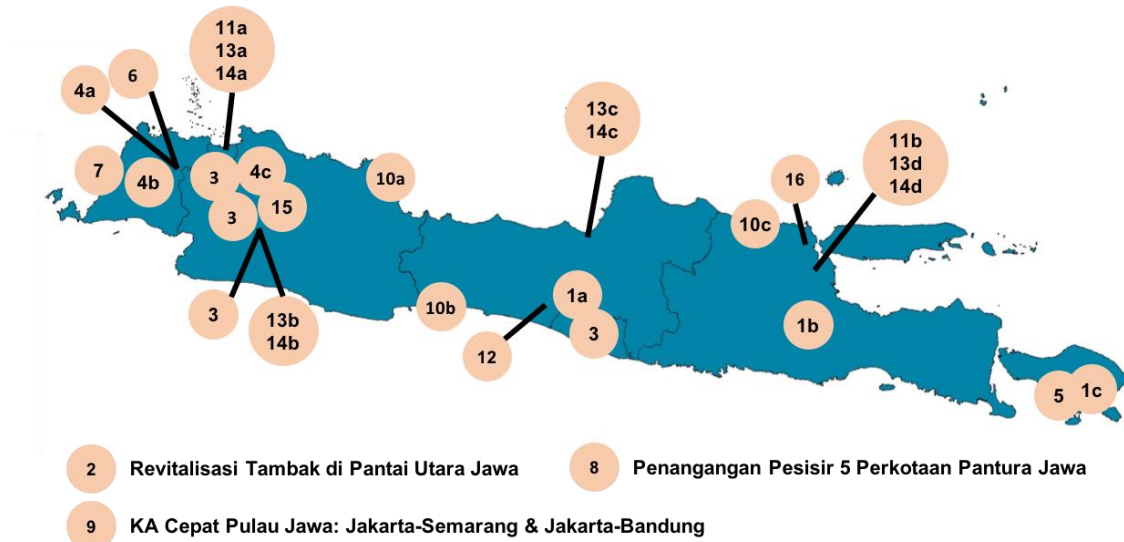 11a
13a
14a
6
4a
13c
14c
11b
13d
14d
7
4b
3
4c
10a
16
3
15
10c
1a
10b
3
13b
14b
12
3
1b
5
1c
2 Revitalisasi Tambak di Pantai Utara Jawa
8 Penangangan Pesisir 5 Perkotaan Pantura Jawa
9 KA Cepat Pulau Jawa: Jakarta-Semarang & Jakarta-Bandung